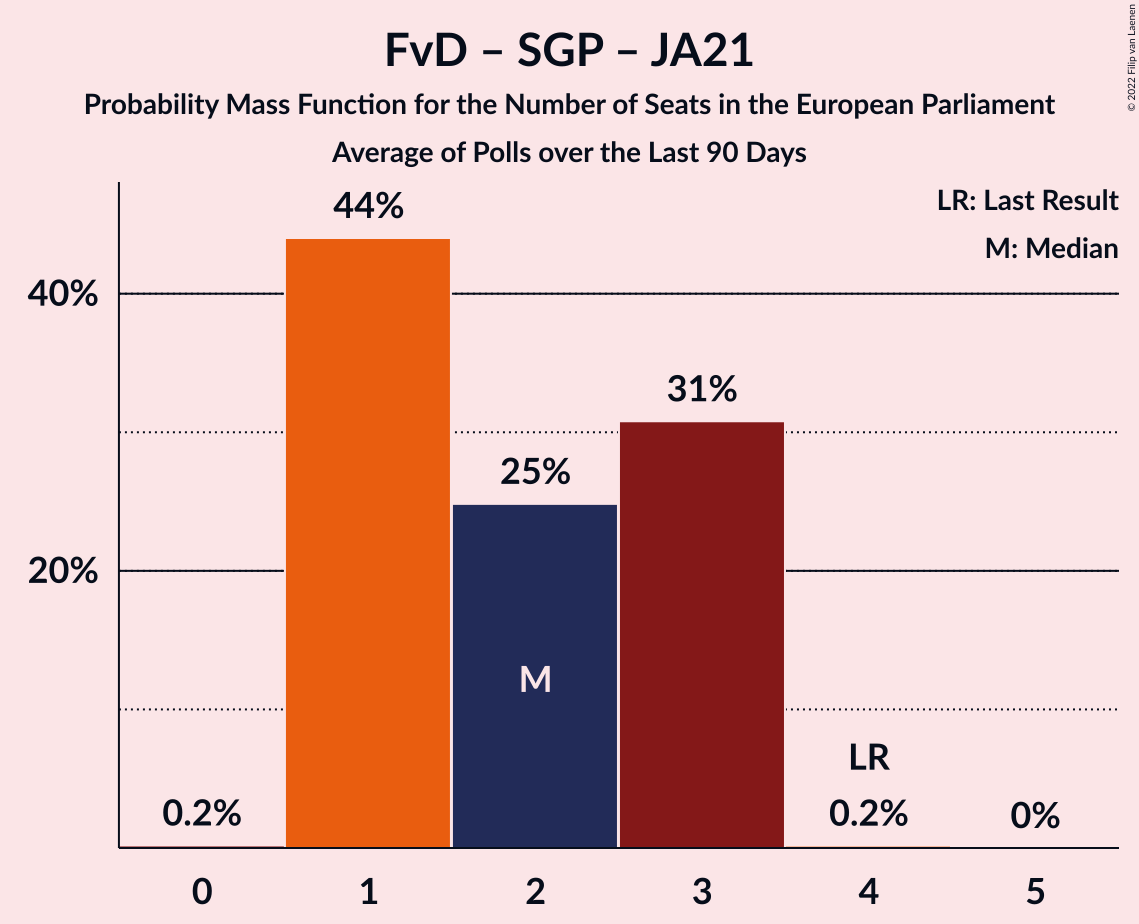 FvD – SGP – JA21
Probability Mass Function for the Number of Seats in the European Parliament
Average of Polls over the Last 90 Days
© 2022 Filip van Laenen
LR: Last Result
M: Median
40%
20%
0.2%
44%
25%
M
31%
LR
0.2%
0%
0 1 2 3 4 5